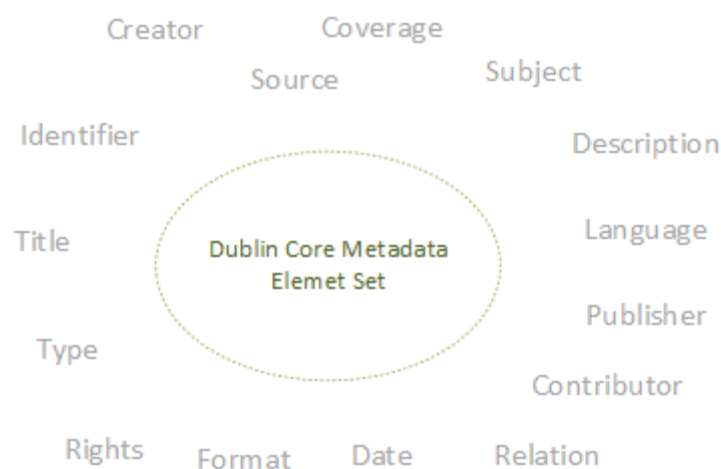 Creator
Coverage
Source
Subject
Identifier
Description
Title
Language
Dublin Core Metadada
Elemet Set
Publisher
Type
Contributor
Rights
Format
Date
Relation